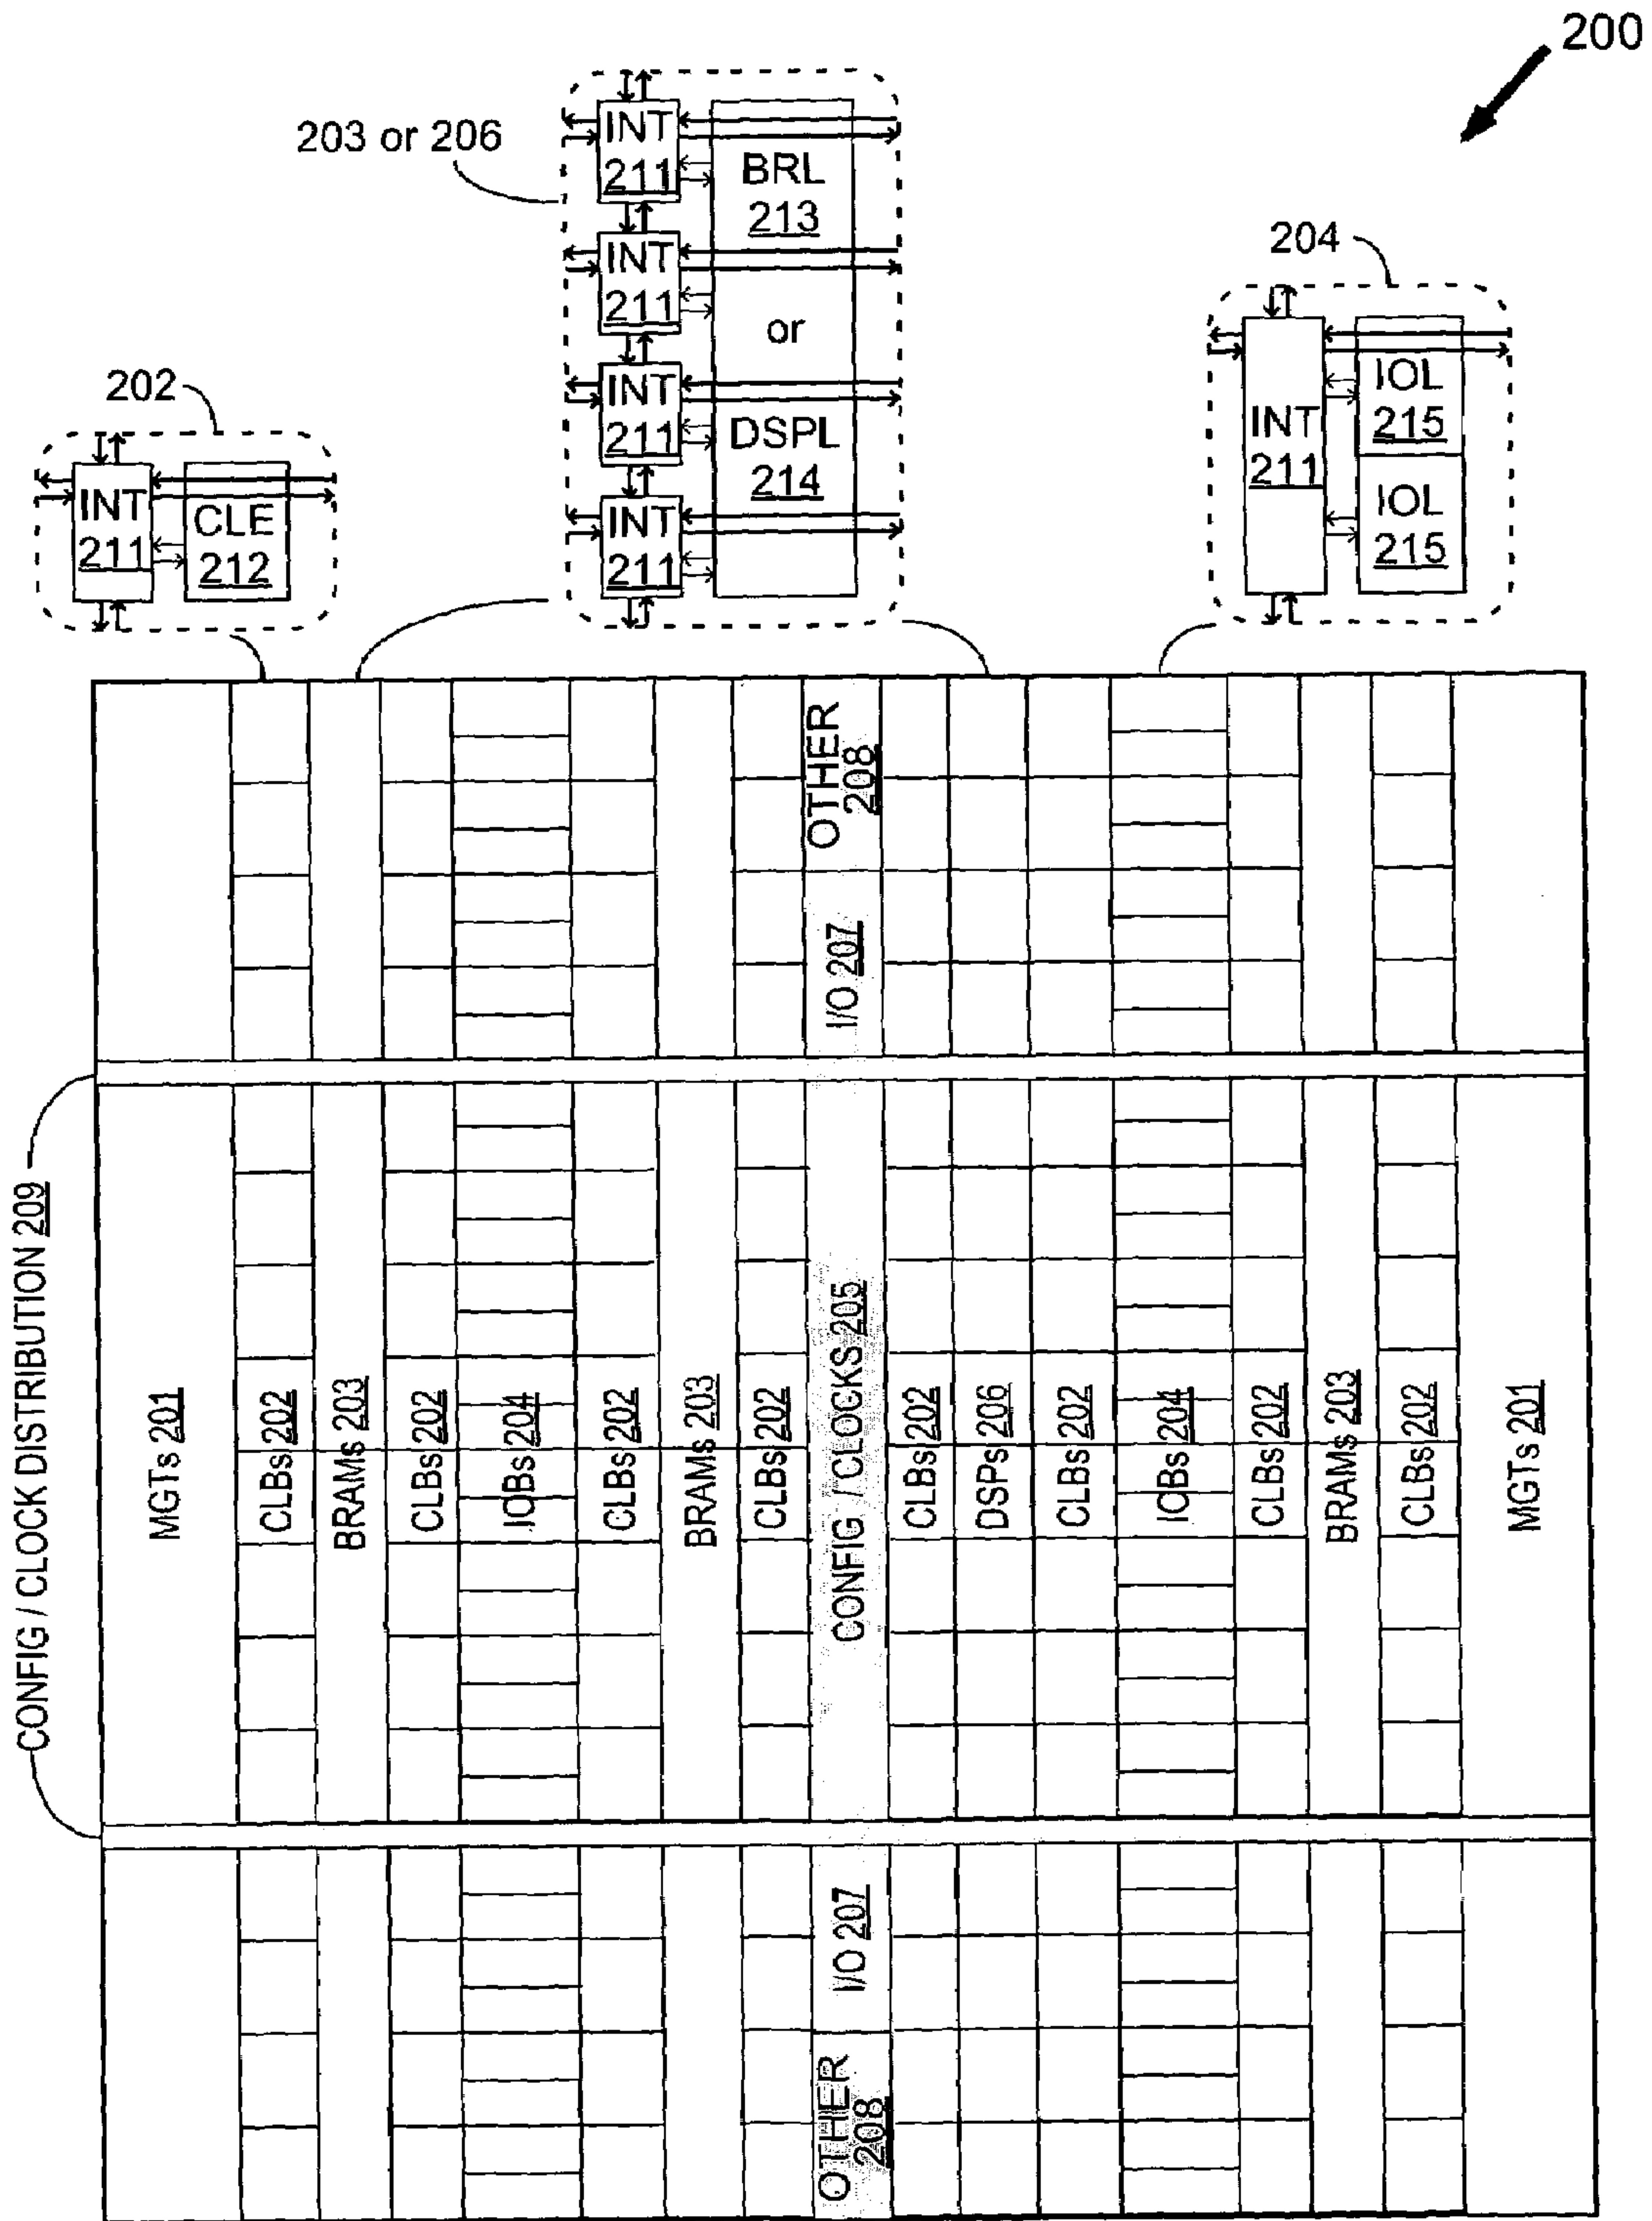 200
203 or 206
INT
211
BRL
213
INT
211
or
INT
211
DSPL
214
INT
211
204
INT
211
IOL
215
IOL
215
202
INT
211
CLE
212
OTHER
208
I/O 207
CONFIG / CLOCK DISTRIBUTION 209
MGTs 201
CLBs 202
BRAMs 203
CLBs 202
IOBs 204
CLBs 202
BRAMs 203
CLBs 202
CONFIG / CLOCKS 205
CLBs 202
DSPs 206
CLBs 202
IOBs 204
CLBs 202
BRAMs 203
CLBs 202
MGTs 201
I/O 207
OTHER
208